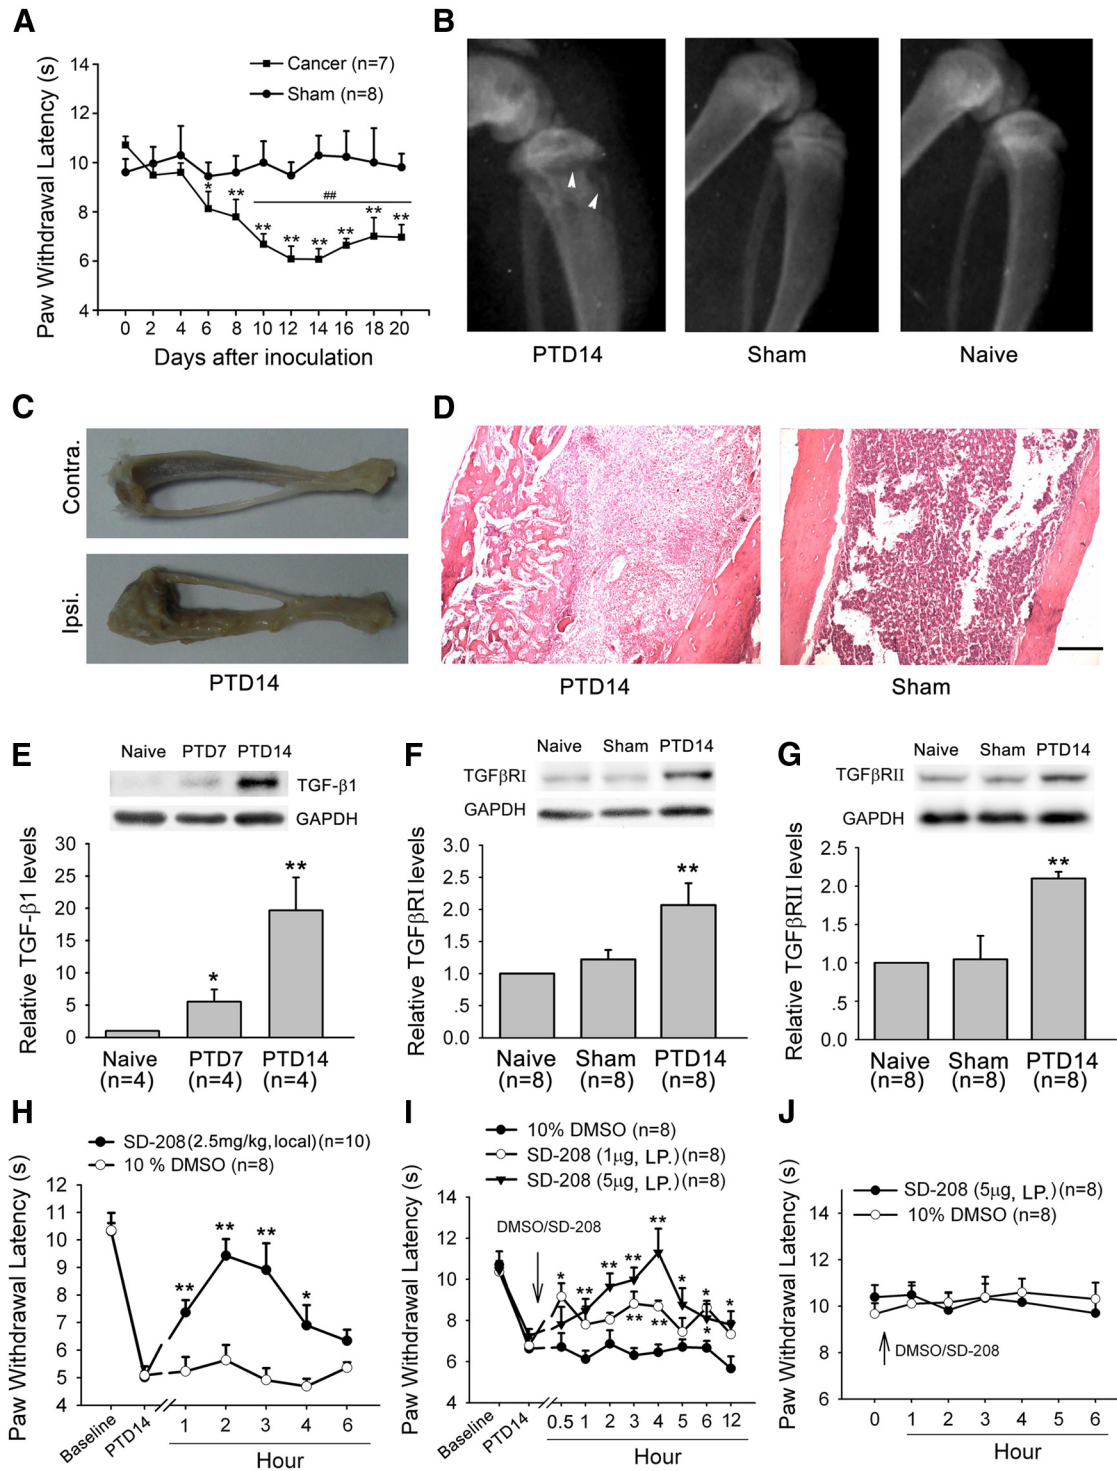 A
Paw Withdrawal Latency (s)
14
12
10
8
6
4
Cancer (n=7)
Sham (n=8)
*
**
##
**
**
**
**
**
**
0 2 4 6 8 10 12 14 16 18 20
Days after inoculation
B
PTD14
Sham
Naive
C
Contra.
Ipsi.
PTD14
D
PTD14
Sham
E
Naive PTD7 PTD14
TGF-β1
GAPDH
Relative TGF-β1 levels
30
25
20
15
10
5
0
*
**
Naive PTD7 PTD14
(n=4) (n=4) (n=4)
F
Naive Sham PTD14
TGFβRI
GAPDH
Relative TGFβRI levels
3.0
2.5
2.0
1.5
1.0
.5
0.0
**
Naive Sham PTD14
(n=8) (n=8) (n=8)
G
Naive Sham PTD14
TGFβRII
GAPDH
Relative TGFβRII levels
2.5
2.0
1.5
1.0
.5
0.0
**
Naive Sham PTD14
(n=8) (n=8) (n=8)
H
SD-208 (2.5mg/kg, local) (n=10)
10 % DMSO (n=8)
Paw Withdrawal Latency (s)
12
11
10
9
8
7
6
5
4
**
**
**
*
Baseline PTD14 1 2 3 4 6
Hour
I
10% DMSO (n=8)
SD-208 (1μg, I.P.) (n=8)
SD-208 (5μg, I.P.) (n=8)
Paw Withdrawal Latency (s)
14
12
10
8
6
4
DMSO/SD-208
* ** ** ** ** * * *
** ** *
Baseline PTD14 0.5 1 2 3 4 5 6 12
Hour
J
SD-208 (5μg, I.P.) (n=8)
10% DMSO (n=8)
Paw Withdrawal Latency (s)
14
12
10
8
6
DMSO/SD-208
0 1 2 3 4 5 6
Hour